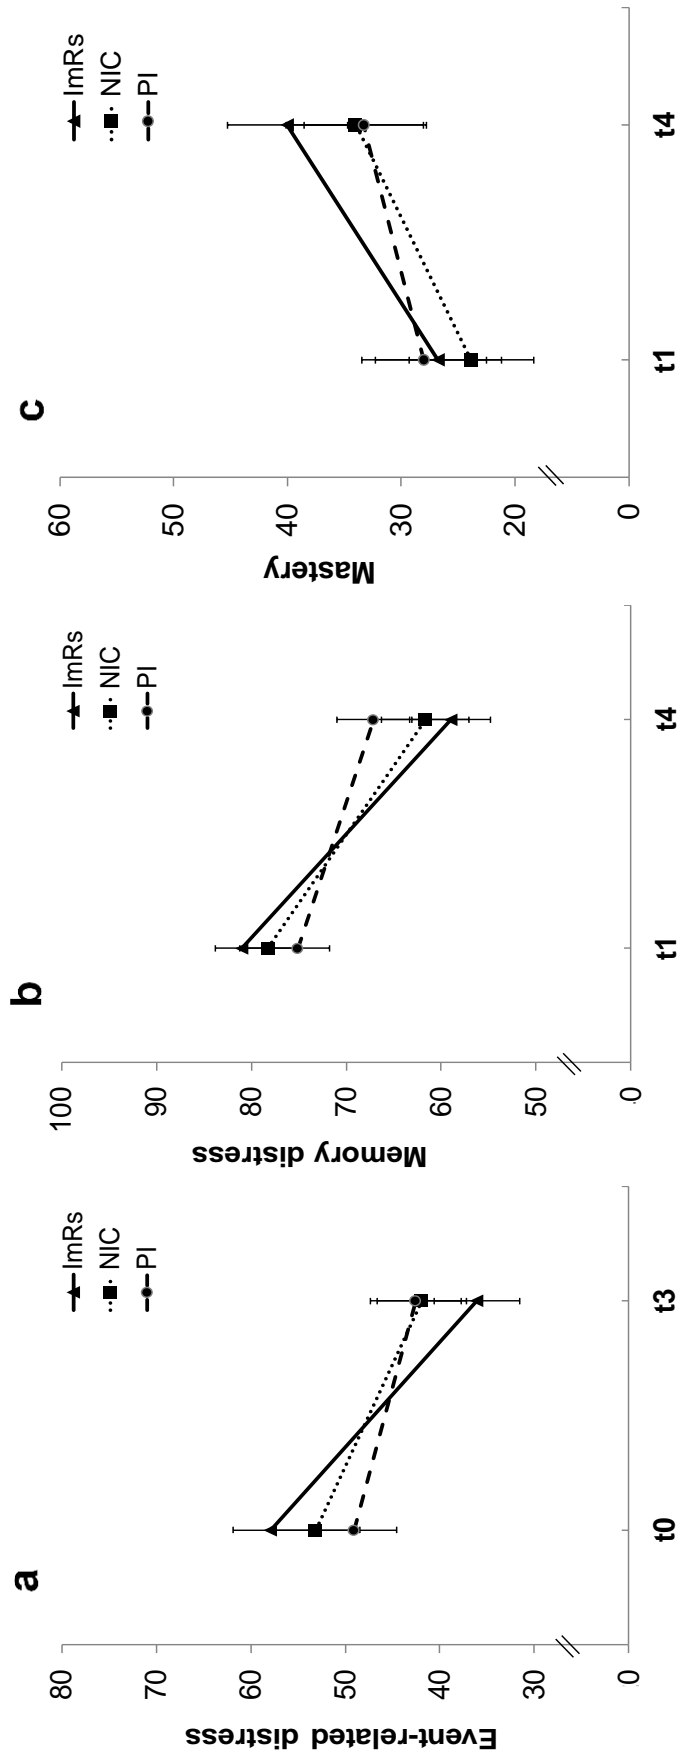 a
ImRs
NIC
PI
80
70
60
50
40
30
0
Event-related distress
t0
t3
b
ImRs
NIC
PI
100
90
80
70
60
50
0
Memory distress
t1
t4
c
ImRs
NIC
PI
60
50
40
30
20
0
Mastery
t1
t4